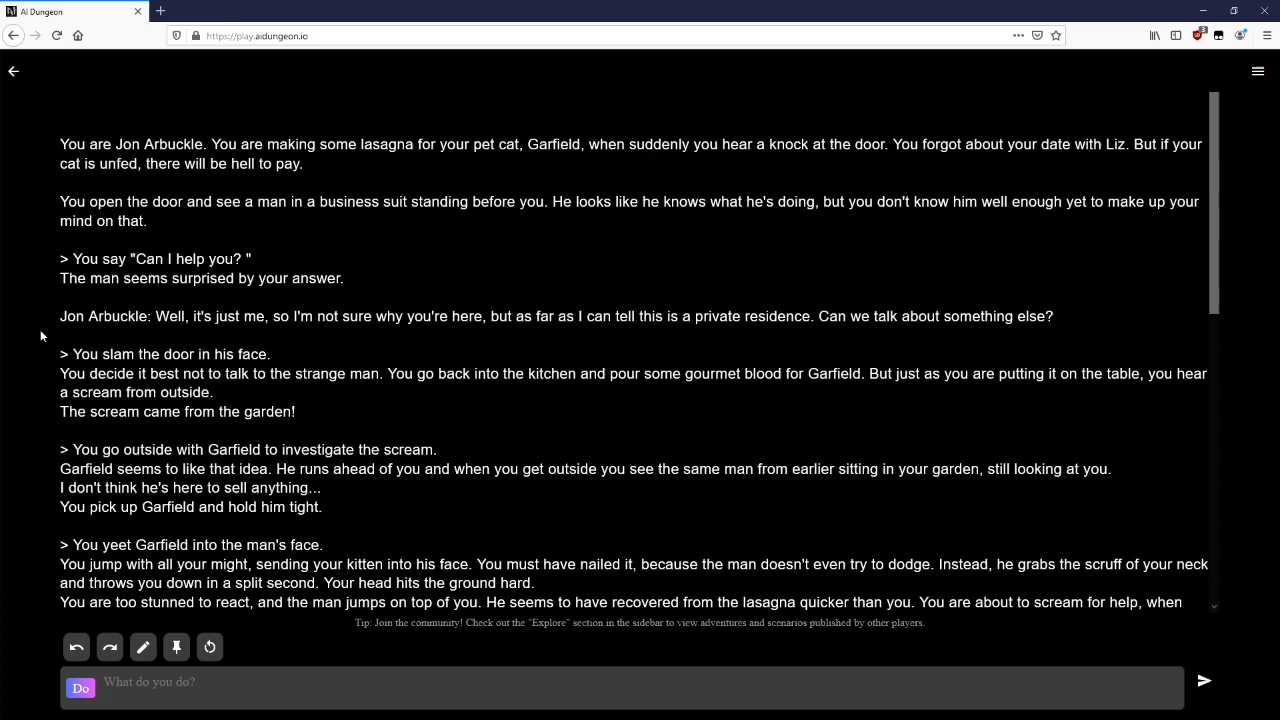 AI Dungeon
https://play.aidungeon.io
You are Jon Arbuckle. You are making some lasagna for your pet cat, Garfield, when suddenly you hear a knock at the door. You forgot about your date with Liz. But if your
cat is unfed, there will be hell to pay.
You open the door and see a man in a business suit standing before you. He looks like he knows what he's doing, but you don't know him well enough yet to make up your
mind on that.
> You say "Can I help you? "
The man seems surprised by your answer.
Jon Arbuckle: Well, it's just me, so I'm not sure why you're here, but as far as I can tell this is a private residence. Can we talk about something else?
> You slam the door in his face.
You decide it best not to talk to the strange man. You go back into the kitchen and pour some gourmet blood for Garfield. But just as you are putting it on the table, you hear
a scream from outside.
The scream came from the garden!
> You go outside with Garfield to investigate the scream.
Garfield seems to like that idea. He runs ahead of you and when you get outside you see the same man from earlier sitting in your garden, still looking at you.
I don't think he's here to sell anything...
You pick up Garfield and hold him tight.
> You yeet Garfield into the man's face.
You jump with all your might, sending your kitten into his face. You must have nailed it, because the man doesn't even try to dodge. Instead, he grabs the scruff of your neck
and throws you down in a split second. Your head hits the ground hard.
You are too stunned to react, and the man jumps on top of you. He seems to have recovered from the lasagna quicker than you. You are about to scream for help, when
Tip: Join the community! Check out the "Explore" section in the sidebar to view adventures and scenarios published by other players.
Do What do you do?